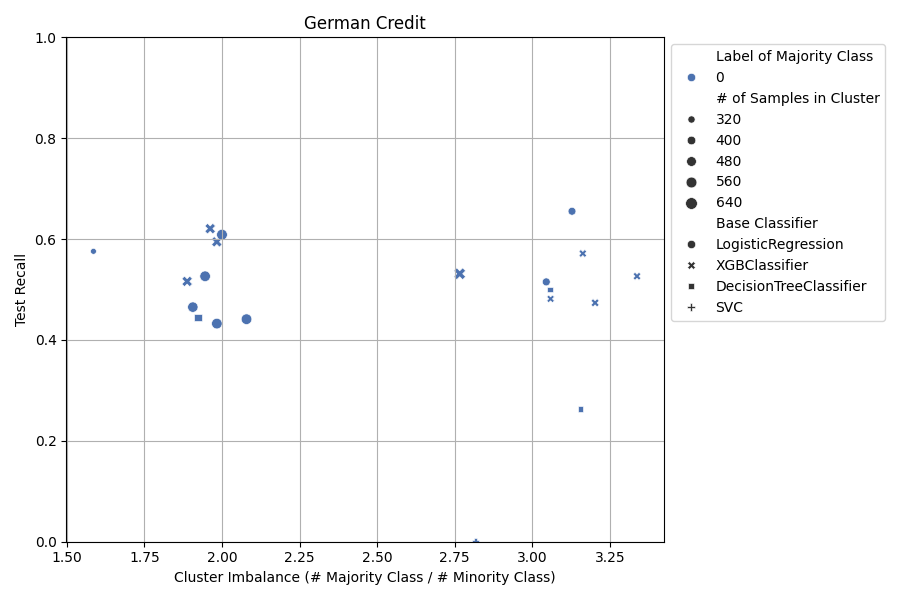 German Credit
1.0
0.8
0.6
0.4
0.2
0.0
Test Recall
1.50 1.75 2.00 2.25 2.50 2.75 3.00 3.25
Cluster Imbalance (# Majority Class / # Minority Class)
Label of Majority Class
0
# of Samples in Cluster
320
400
480
560
640
Base Classifier
LogisticRegression
XGBClassifier
DecisionTreeClassifier
SVC